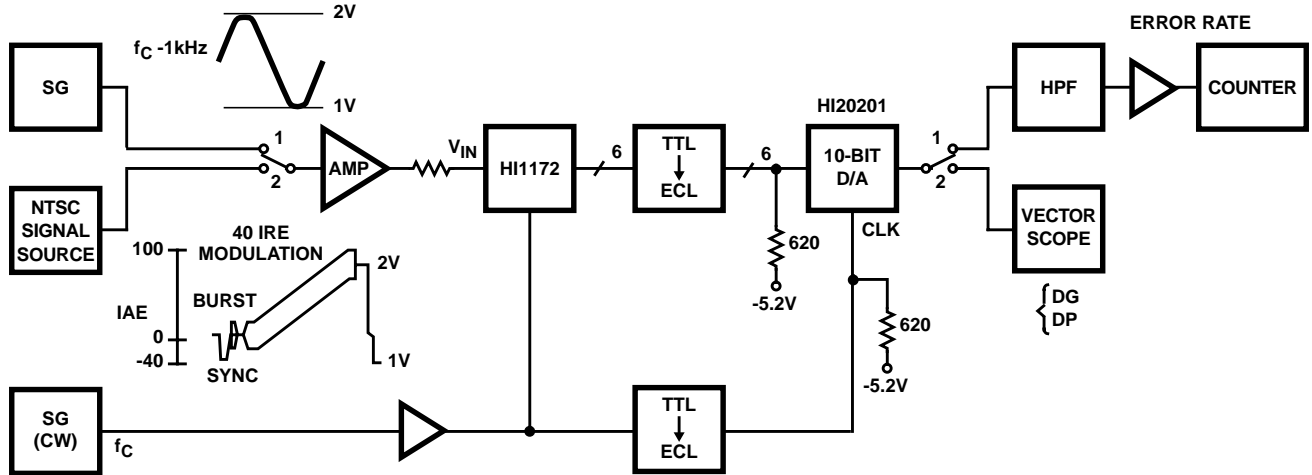 2V
fC -1kHz
1V
SG
1
2
AMP
VIN
HI1172
6
TTL
ECL
6
HI20201
10-BIT
D/A
CLK
1
2
HPF
ERROR RATE
COUNTER
VECTOR
SCOPE
DG
DP
620
-5.2V
620
-5.2V
NTSC
SIGNAL
SOURCE
40 IRE
MODULATION
100
2V
BURST
IAE
0
-40
1V
SYNC
SG
(CW)
fC
TTL
ECL